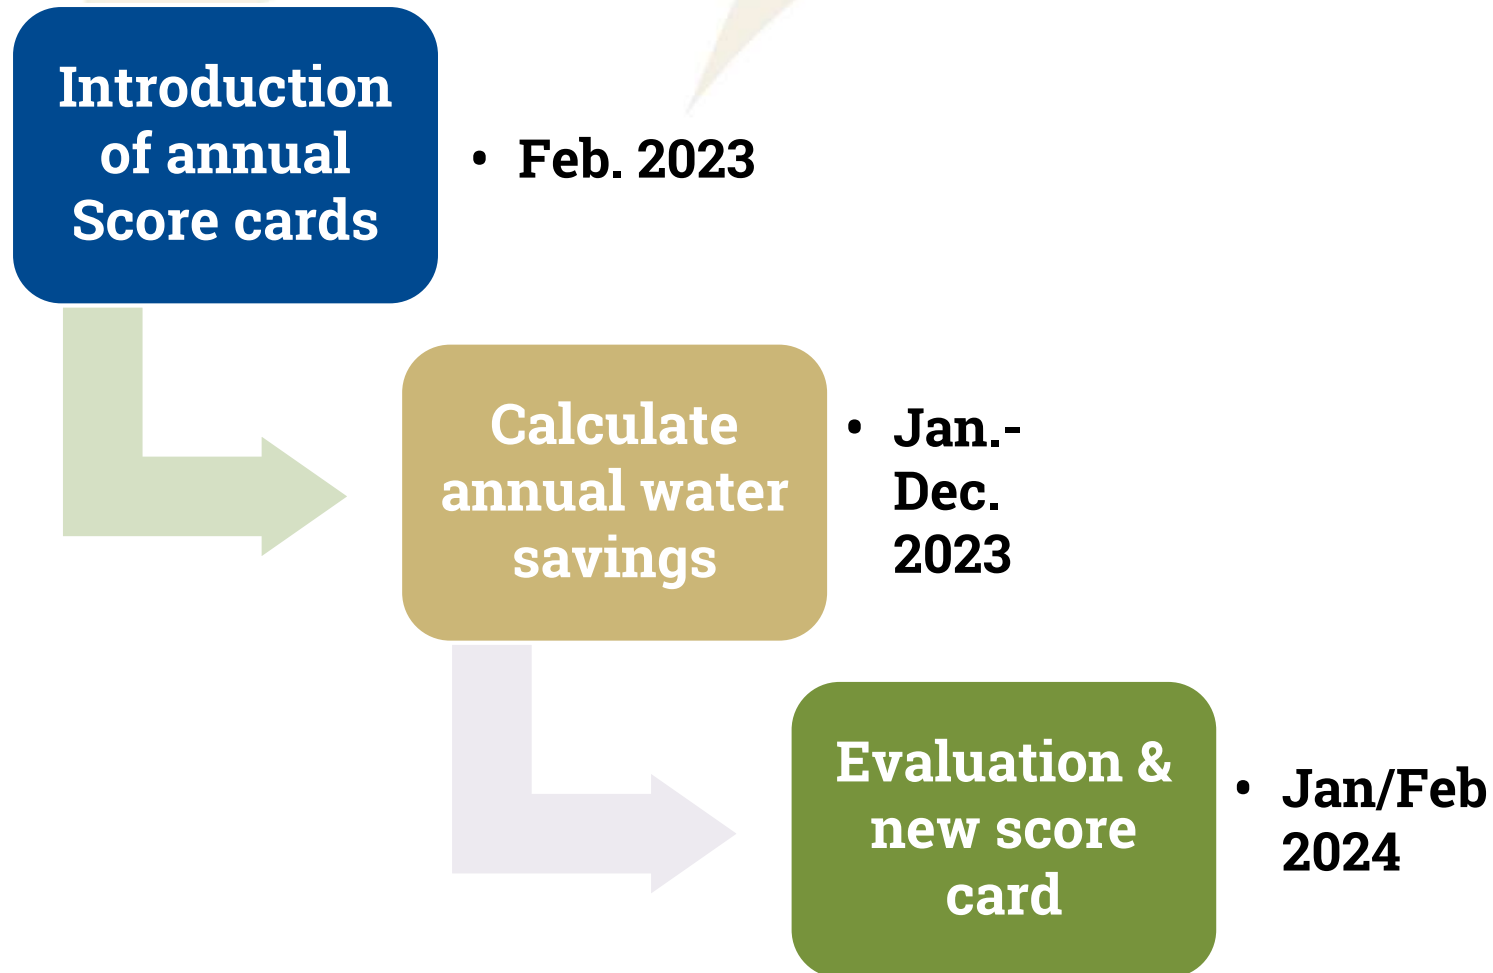 Introduction
of annual
Score cards
• Feb. 2023
Calculate
annual water
savings
• Jan.-
Dec.
2023
Evaluation &
new score
card
• Jan/Feb
2024